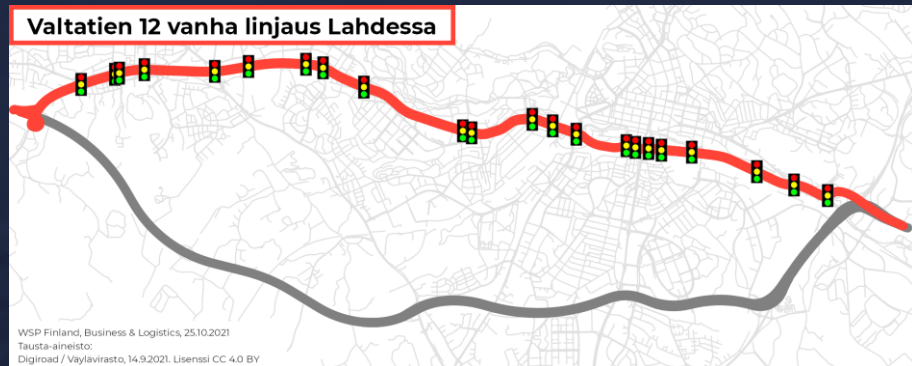 Valtatien 12 vanha linjaus Lahdessa
WSP Finland, Business & Logistics, 25.10.2021
Tausta-aineisto:
Digiroad / Vaylavirasto, 14.9.2021. Lisenssi CC 4.0 BY